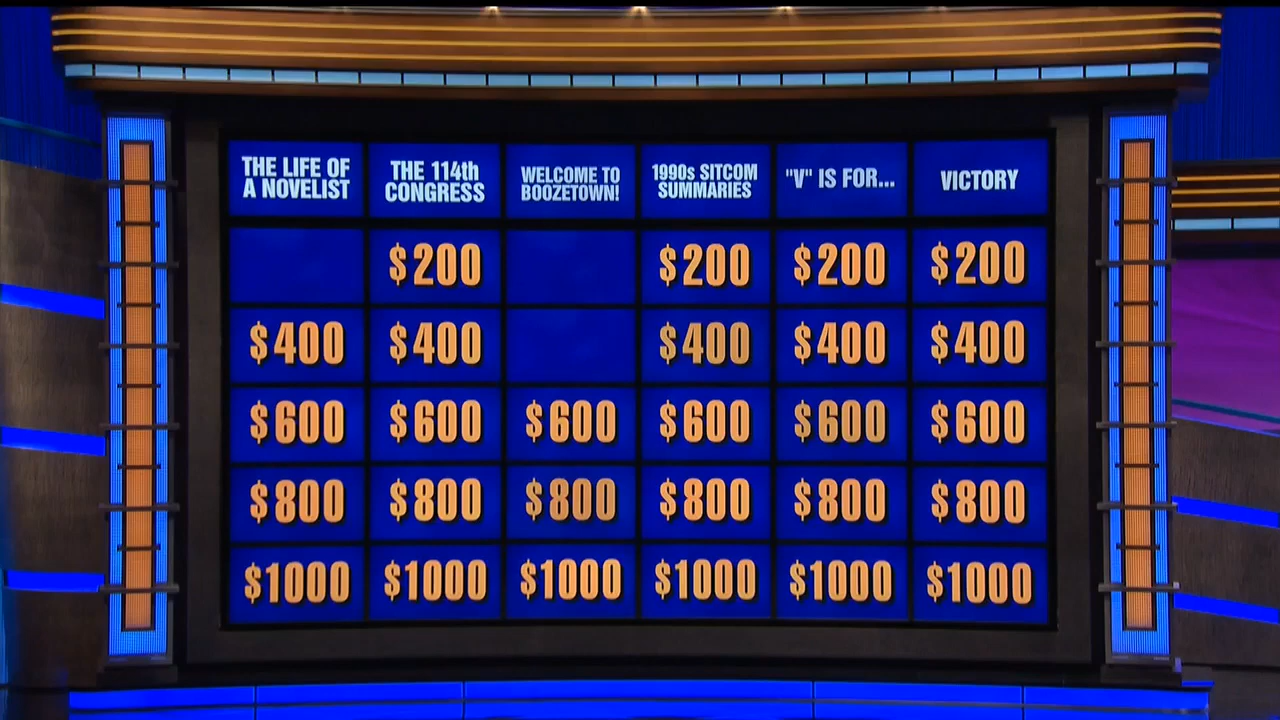 THE LIFE OF
A NOVELIST
THE 114th
CONGRESS
WELCOME TO
BOOZETOWN!
1990s SITCOM
SUMMARIES
"V" IS FOR...
VICTORY
$200 $200 $200 $200
$400 $400 $400 $400 $400
$600 $600 $600 $600 $600 $600
$800 $800 $800 $800 $800 $800
$1000 $1000 $1000 $1000 $1000 $1000